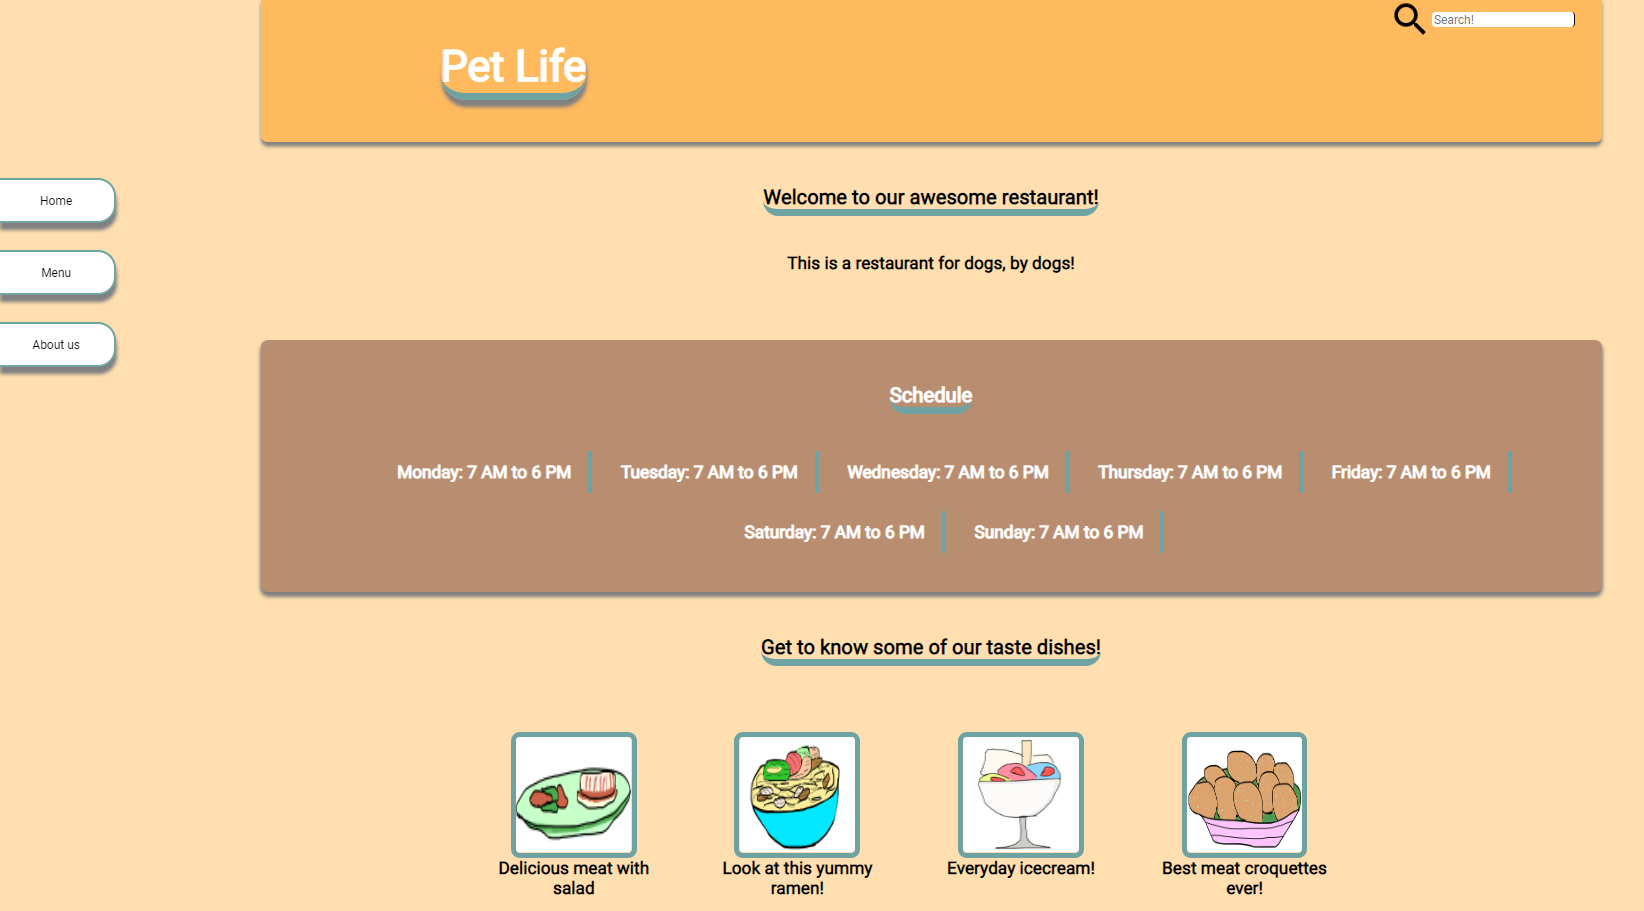 Search!
Pet Life
Home
Menu
About us
Welcome to our awesome restaurant!
This is a restaurant for dogs, by dogs!
Schedule
Monday: 7 AM to 6 PM
Tuesday: 7 AM to 6 PM
Wednesday: 7 AM to 6 PM
Thursday: 7 AM to 6 PM
Friday: 7 AM to 6 PM
Saturday: 7 AM to 6 PM
Sunday: 7 AM to 6 PM
Get to know some of our taste dishes!
Delicious meat with
salad
Look at this yummy
ramen!
Everyday icecream!
Best meat croquettes
ever!